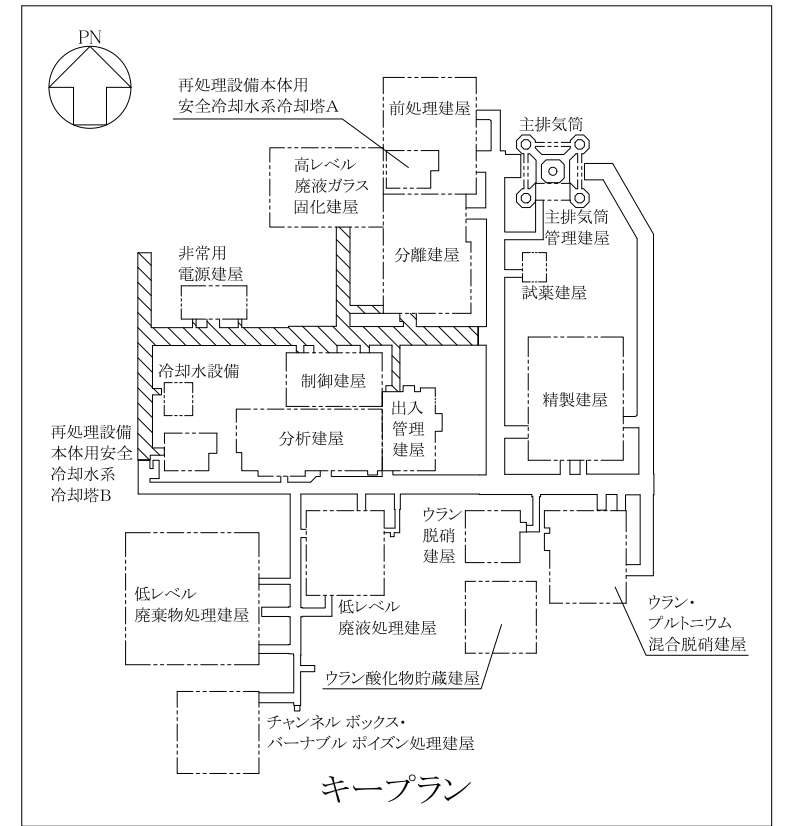 PN
再処理設備本体用
安全冷却水系冷却塔A
前処理建屋
主排気筒
高レベル
廃液ガラス
固化建屋
主排気筒
管理建屋
分離建屋
非常用
電源建屋
試薬建屋
冷却水設備
制御建屋
精製建屋
出入
管理
建屋
分析建屋
再処理設備
本体用安全
冷却水系
冷却塔B
ウラン
脱硝
建屋
低レベル
廃棄物処理建屋
低レベル
廃液処理建屋
ウラン・
プルトニウム
混合脱硝建屋
ウラン酸化物貯蔵建屋
チャンネル ボックス・
バーナブル ポイズン処理建屋
キープラン